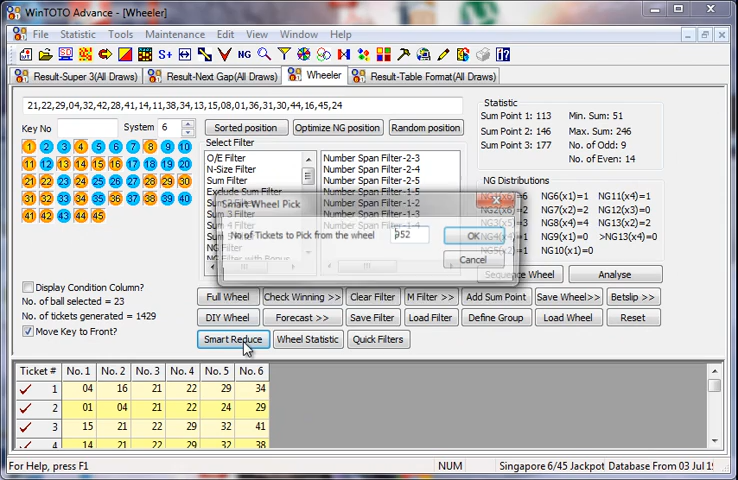 WinTOTO Advance - [Wheeler]
File Statistic Tools Maintenance Edit View Window Help
Result-Super 3(All Draws) Result-Next Gap(All Draws) Wheeler Result-Table Format(All Draws)
21,22,29,04,32,42,28,41,14,11,38,34,13,15,08,01,36,31,30,44,16,45,24
Key No System 6
Sorted position Optimize NG position Random position
1 2 3 4 5 6 7 8 9 10
11 12 13 14 15 16 17 18 19 20
21 22 23 24 25 26 27 28 29 30
31 32 33 34 35 36 37 38 39 40
41 42 43 44 45
Select Filter
O/E Filter
N-Size Filter
Sum Filter
Exclude Sum Filter
Sum 3 Filter
Sum 4 Filter
NG Filter
Number Span Filter-2-3
Number Span Filter-1-2
Statistic
Sum Point 1: 113 Min. Sum: 51
Sum Point 2: 146 Max. Sum: 246
Sum Point 3: 177 No. of Odd: 9
No. of Even: 14
NG Distributions
NG6(x1)=1 NG11(x4)=1
NG2(x6)=2 NG7(x2)=1 NG12(x3)=0
NG8(x4)=4 NG13(x2)=0
NG9(x1)=0 >NG13(x4)=0
NG10(x1)=0
Smart Wheel Pick
No of Tickets to Pick from the wheel 952
OK
Cancel
Sequence Wheel Analyse
Display Condition Column?
No. of ball selected = 23
No. of tickets generated = 1429
Move Key to Front?
Full Wheel Check Winning >> Clear Filter M Filter >> Add Sum Point Save Wheel>> Betslip >>
DIY Wheel Forecast >> Save Filter Load Filter Define Group Load Wheel Reset
Smart Reduce Wheel Statistic Quick Filters
Ticket # No. 1 No. 2 No. 3 No. 4 No. 5 No. 6
1 04 16 21 22 29 34
2 01 04 21 22 24 29
3 15 21 22 29 32 41
4 14 21 22 29 32 38
For Help, press F1 NUM Singapore 6/45 Jackpot Database From 03 Jul 1